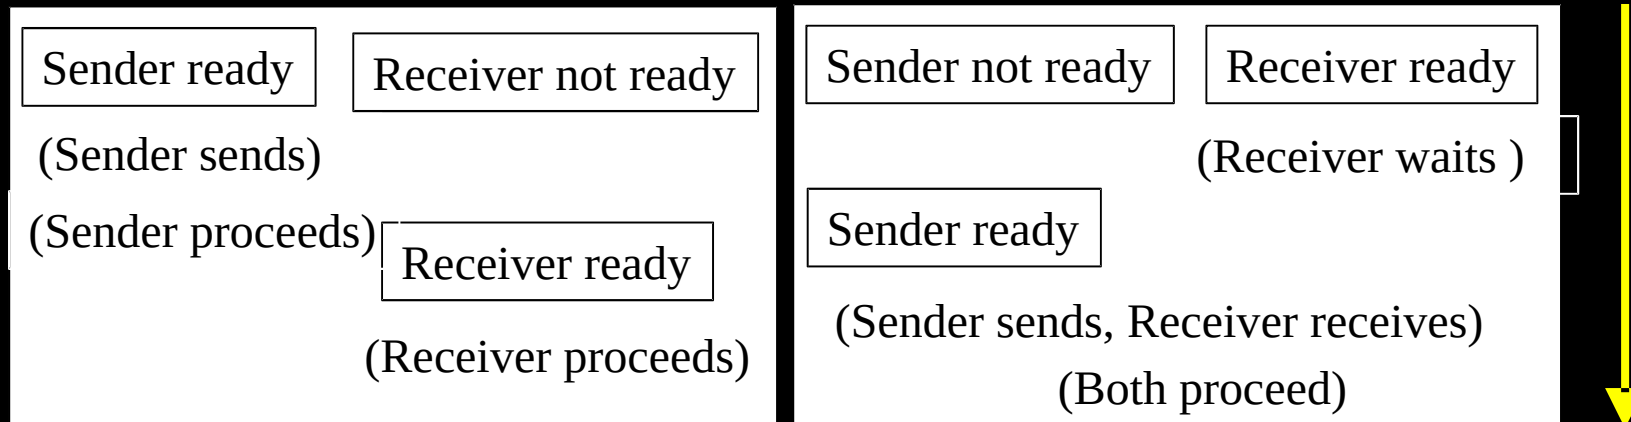 Sender ready
Receiver not ready
(Sender sends)
(Sender proceeds)
Receiver ready
(Receiver proceeds)
Sender not ready
Receiver ready
(Receiver waits )
Sender ready
(Sender sends, Receiver receives)
(Both proceed)